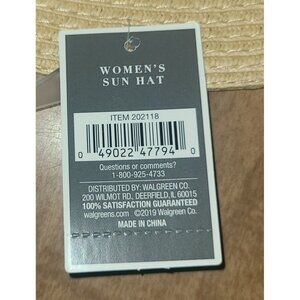 WOMEN'S
SUN HAT
ITEM 202118
0 49022 47794 0
Questions or comments?
1-800-925-4733
DISTRIBUTED BY: WALGREEN CO.
200 WILMOT RD., DEERFIELD, IL 60015
100% SATISFACTION GUARANTEED
walgreens.com ©2019 Walgreen Co.
MADE IN CHINA